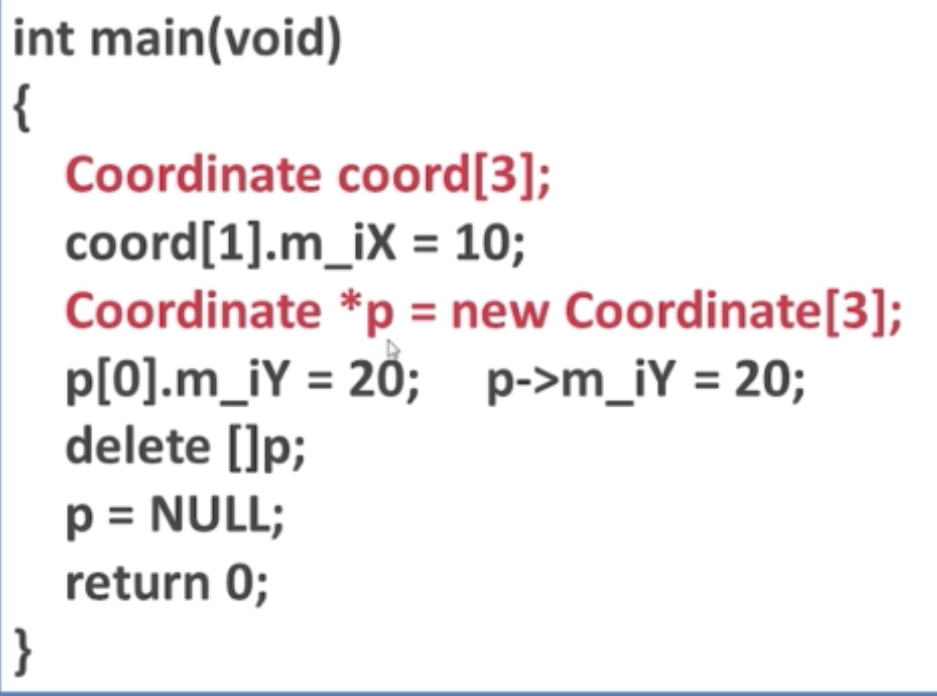 int main(void)
{
Coordinate coord[3];
coord[1].m_iX = 10;
Coordinate *p = new Coordinate[3];
p[0].m_iY = 20; p->m_iY = 20;
delete []p;
p = NULL;
return 0;
}